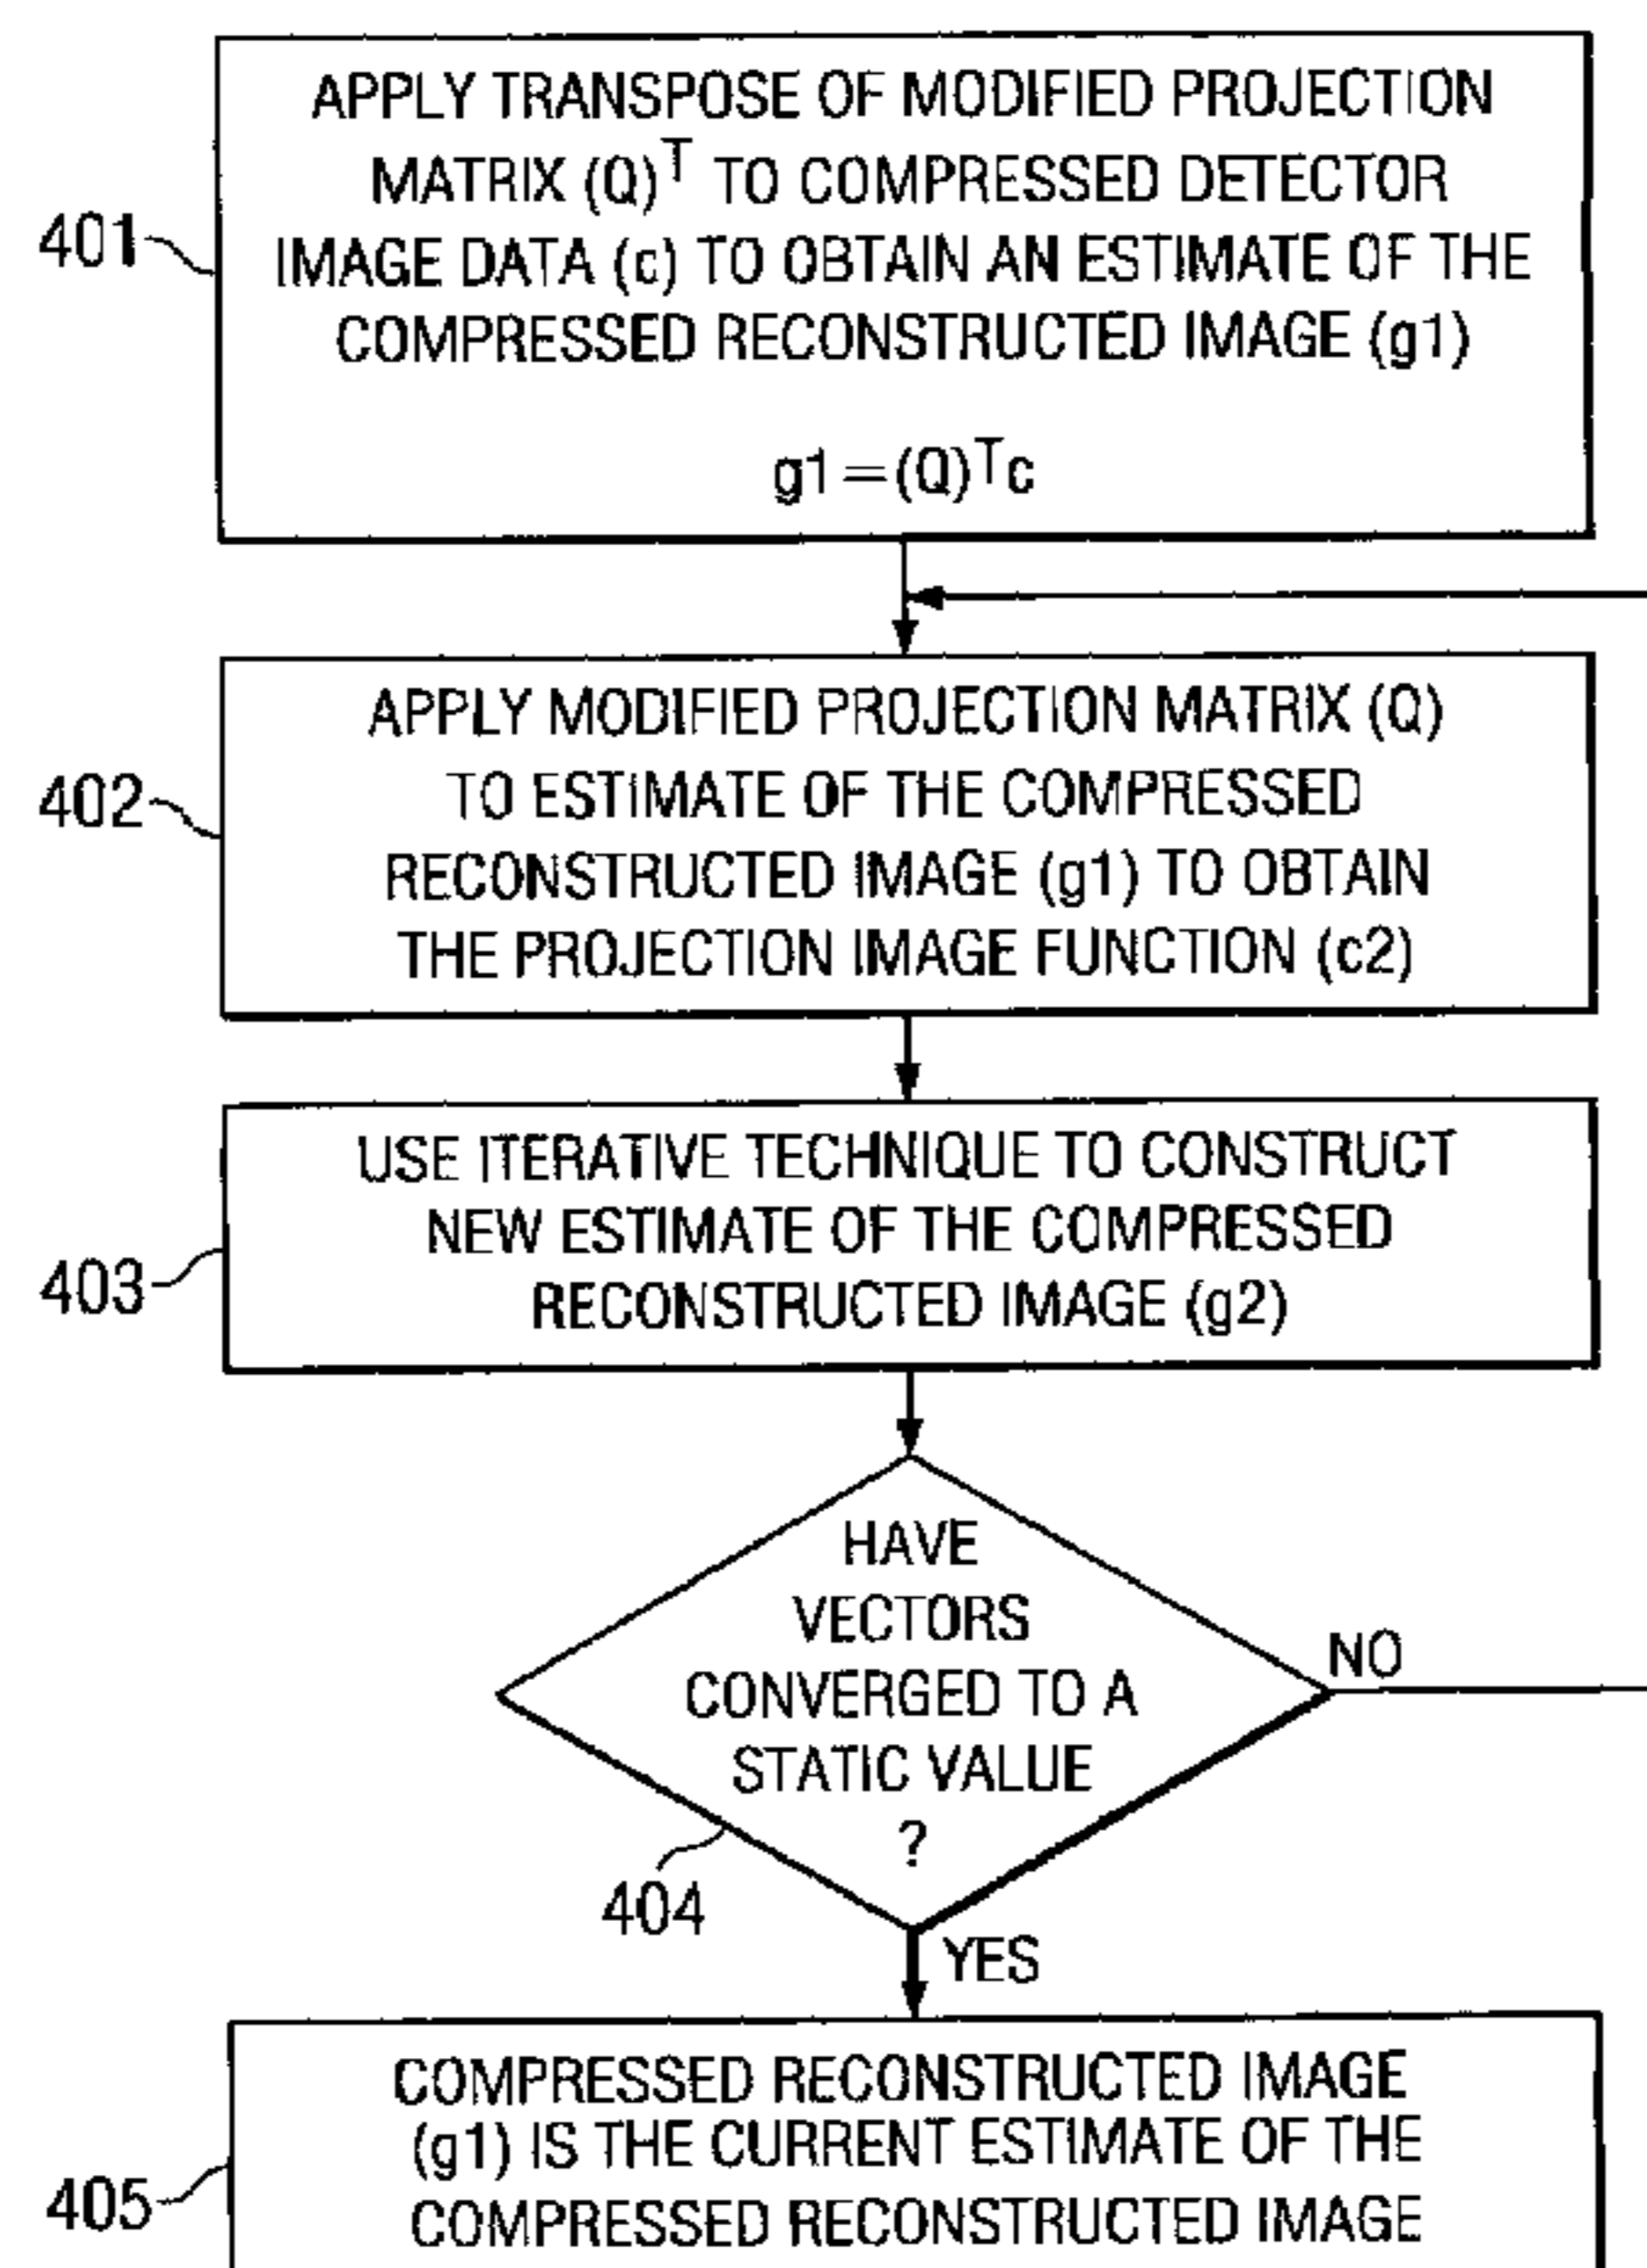 APPLY TRANSPOSE OF MODIFIED PROJECTION
MATRIX (Q)^T TO COMPRESSED DETECTOR
IMAGE DATA (c) TO OBTAIN AN ESTIMATE OF THE
COMPRESSED RECONSTRUCTED IMAGE (g1)
g1=(Q)^Tc
401
APPLY MODIFIED PROJECTION MATRIX (Q)
TO ESTIMATE OF THE COMPRESSED
RECONSTRUCTED IMAGE (g1) TO OBTAIN
THE PROJECTION IMAGE FUNCTION (c2)
402
USE ITERATIVE TECHNIQUE TO CONSTRUCT
NEW ESTIMATE OF THE COMPRESSED
RECONSTRUCTED IMAGE (g2)
403
HAVE
VECTORS
CONVERGED TO A
STATIC VALUE
?
NO
404
YES
COMPRESSED RECONSTRUCTED IMAGE
(g1) IS THE CURRENT ESTIMATE OF THE
COMPRESSED RECONSTRUCTED IMAGE
405